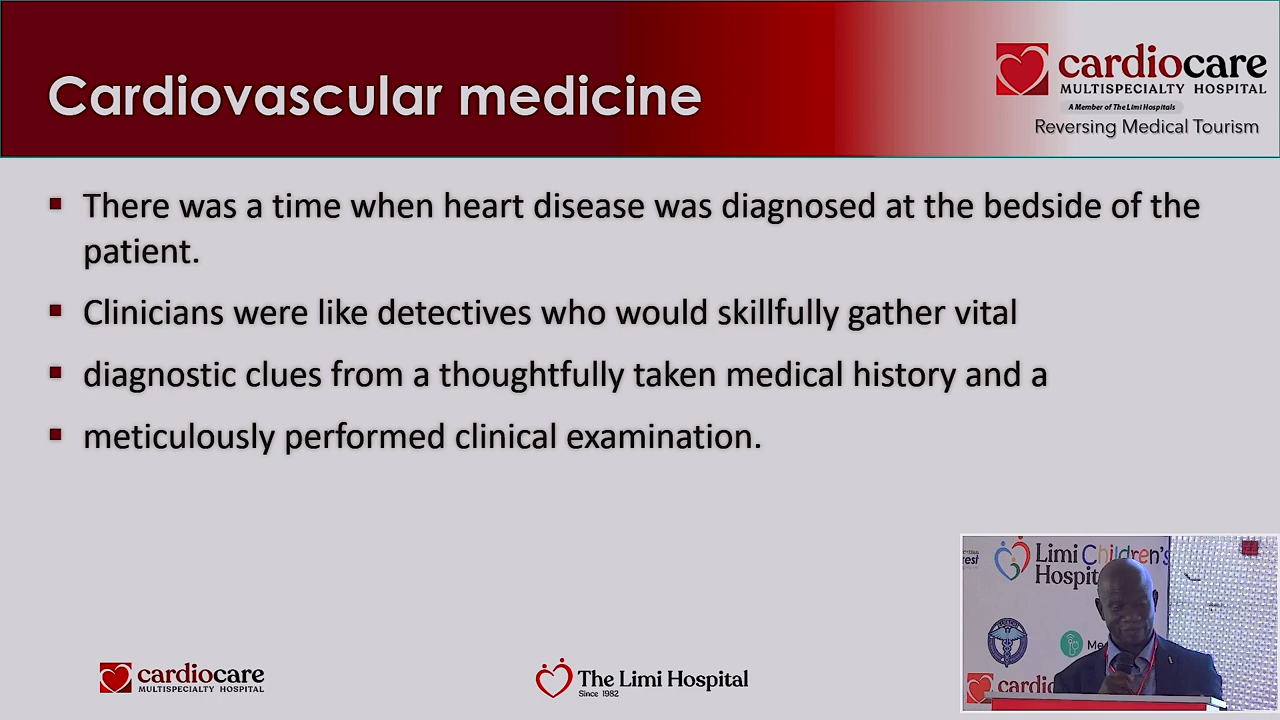 Cardiovascular medicine
cardiocare
MULTISPECIALTY HOSPITAL
A Member of The Limi Hospitals
Reversing Medical Tourism
There was a time when heart disease was diagnosed at the bedside of the
patient.
Clinicians were like detectives who would skillfully gather vital
diagnostic clues from a thoughtfully taken medical history and a
meticulously performed clinical examination.
Limi Children's
cardiocare
MULTISPECIALTY HOSPITAL
The Limi Hospital
Since 1982